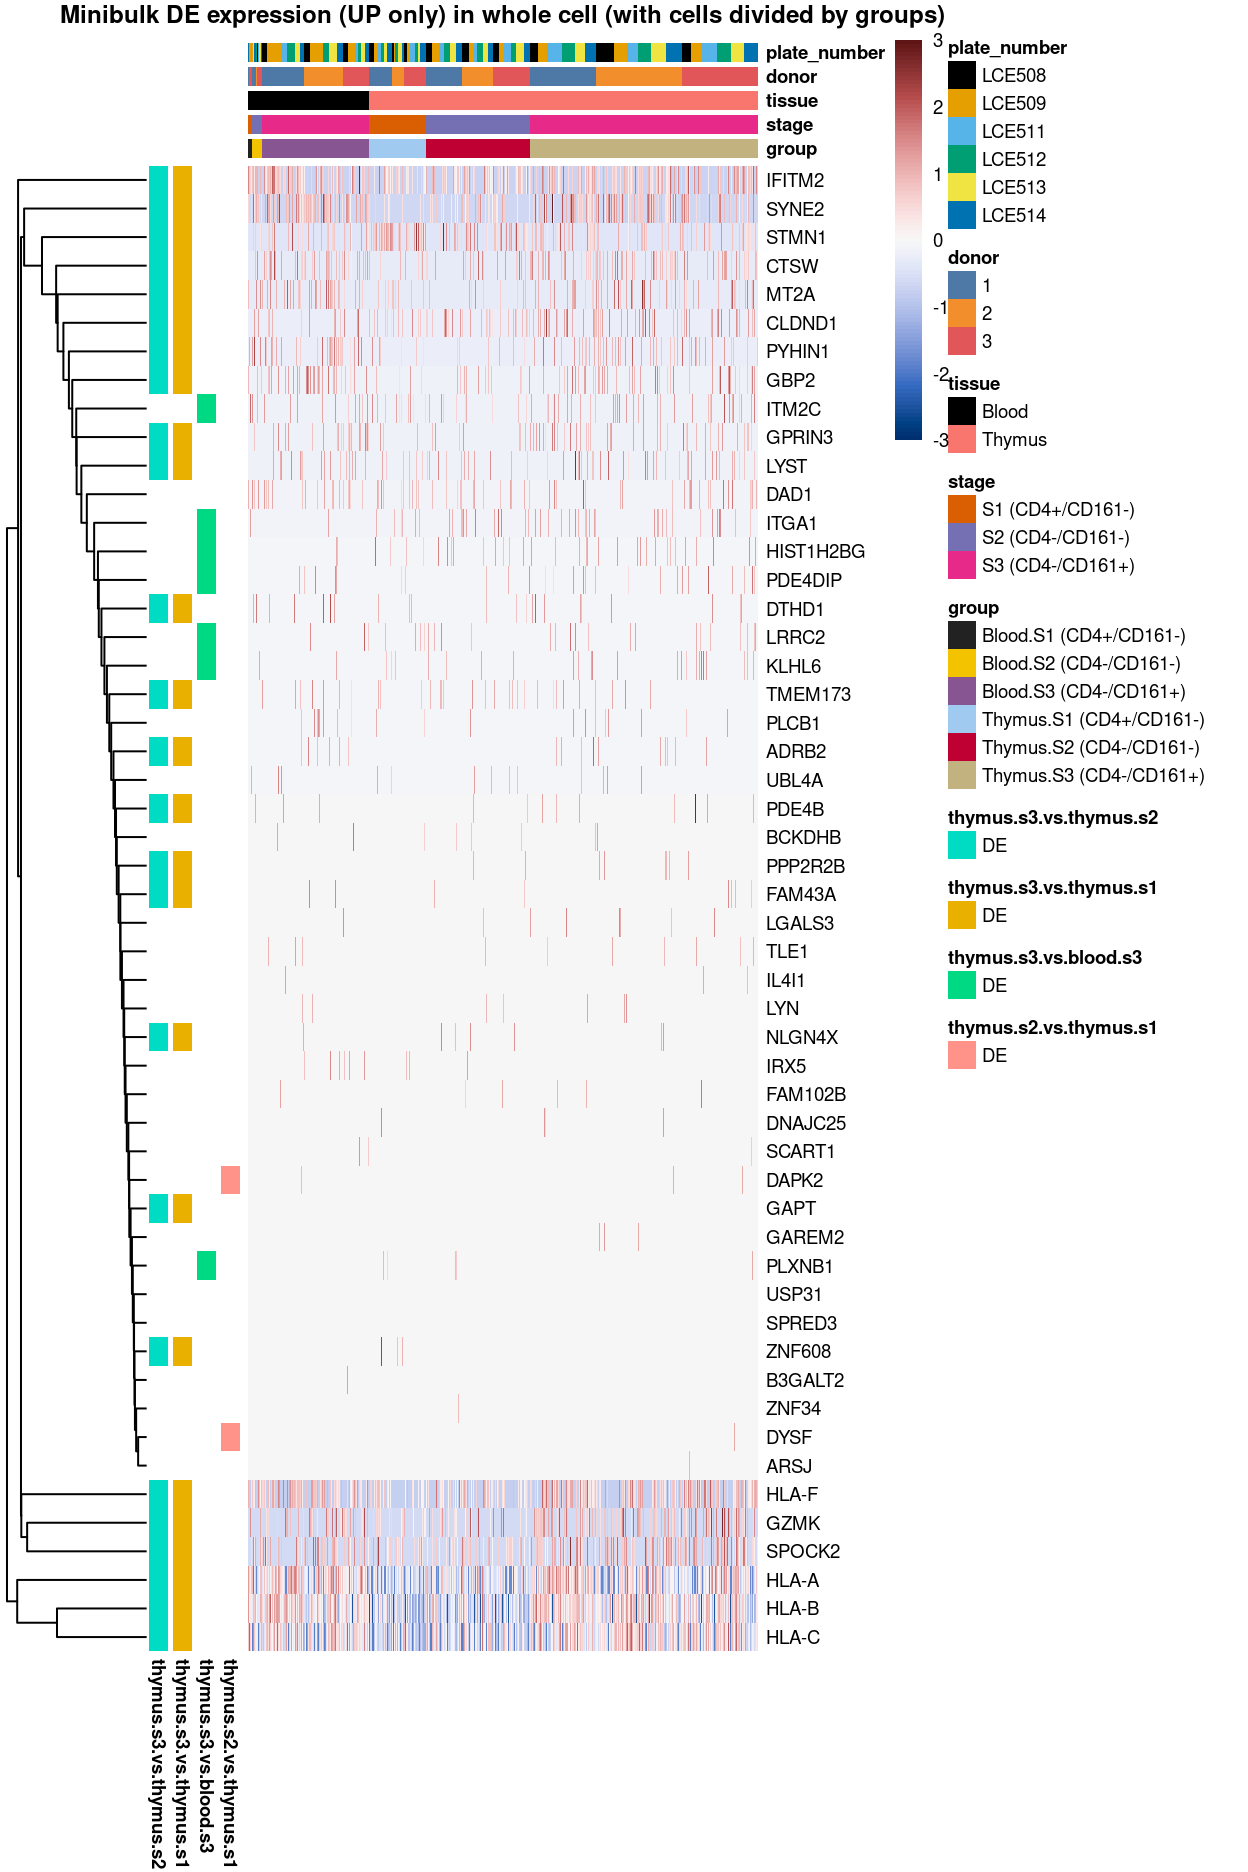 Minibulk DE expression (UP only) in whole cell (with cells divided by groups)
plate_number
donor
tissue
stage
group
IFITM2
SYNE2
STMN1
CTSW
MT2A
CLDND1
PYHIN1
GBP2
ITM2C
GPRIN3
LYST
DAD1
ITGA1
HIST1H2BG
PDE4DIP
DTHD1
LRRC2
KLHL6
TMEM173
PLCB1
ADRB2
UBL4A
PDE4B
BCKDHB
PPP2R2B
FAM43A
LGALS3
TLE1
IL4I1
LYN
NLGN4X
IRX5
FAM102B
DNAJC25
SCART1
DAPK2
GAPT
GAREM2
PLXNB1
USP31
SPRED3
ZNF608
B3GALT2
ZNF34
DYSF
ARSJ
HLA-F
GZMK
SPOCK2
HLA-A
HLA-B
HLA-C
thymus.s3.vs.thymus.s2
thymus.s3.vs.thymus.s1
thymus.s3.vs.blood.s3
thymus.s2.vs.thymus.s1
3
2
1
0
-1
-2
-3
plate_number
LCE508
LCE509
LCE511
LCE512
LCE513
LCE514
donor
1
2
3
tissue
Blood
Thymus
stage
S1 (CD4+/CD161-)
S2 (CD4-/CD161-)
S3 (CD4-/CD161+)
group
Blood.S1 (CD4+/CD161-)
Blood.S2 (CD4-/CD161-)
Blood.S3 (CD4-/CD161+)
Thymus.S1 (CD4+/CD161-)
Thymus.S2 (CD4-/CD161-)
Thymus.S3 (CD4-/CD161+)
thymus.s3.vs.thymus.s2
DE
thymus.s3.vs.thymus.s1
DE
thymus.s3.vs.blood.s3
DE
thymus.s2.vs.thymus.s1
DE